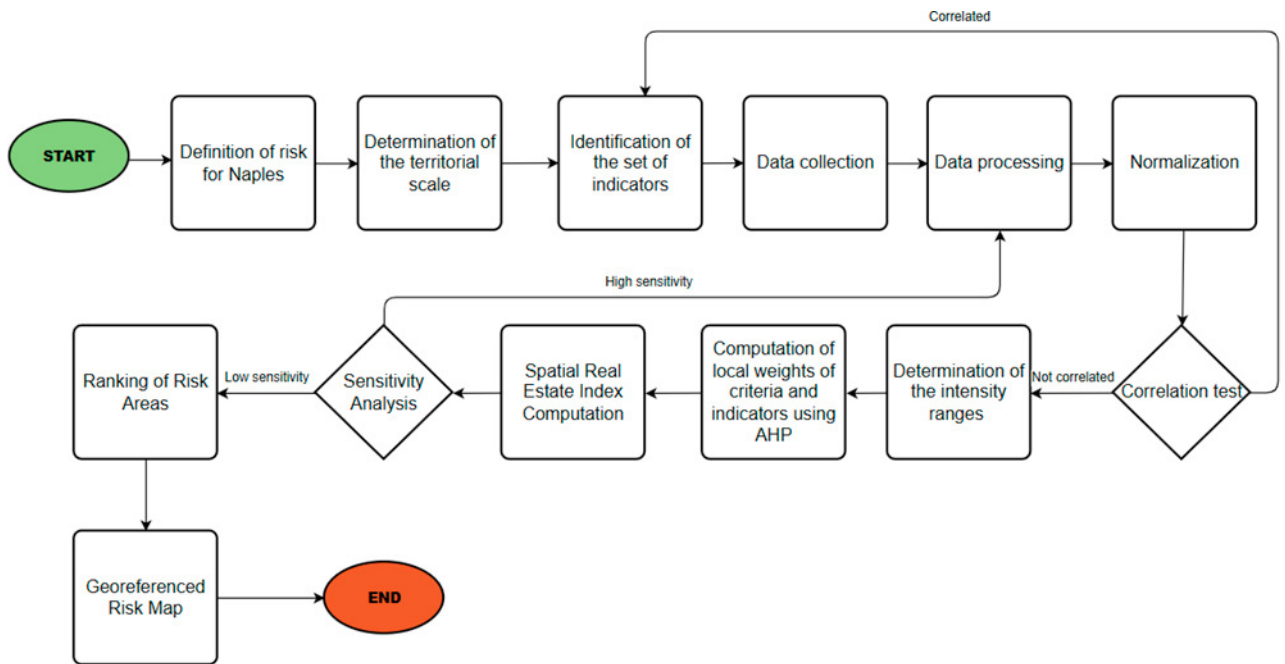 Correlated
START
Definition of risk
for Naples
Determination of
the territorial
scale
Identification of
the set of
indicators
Data collection
Data processing
Normalization
High sensitivity
Ranking of Risk
Areas
Low sensitivity
Sensitivity
Analysis
Spatial Real
Estate Index
Computation
Computation of
local weights of
criteria and
indicators using
AHP
Determination of
the intensity
ranges
Not correlated
Correlation test
Georeferenced
Risk Map
END